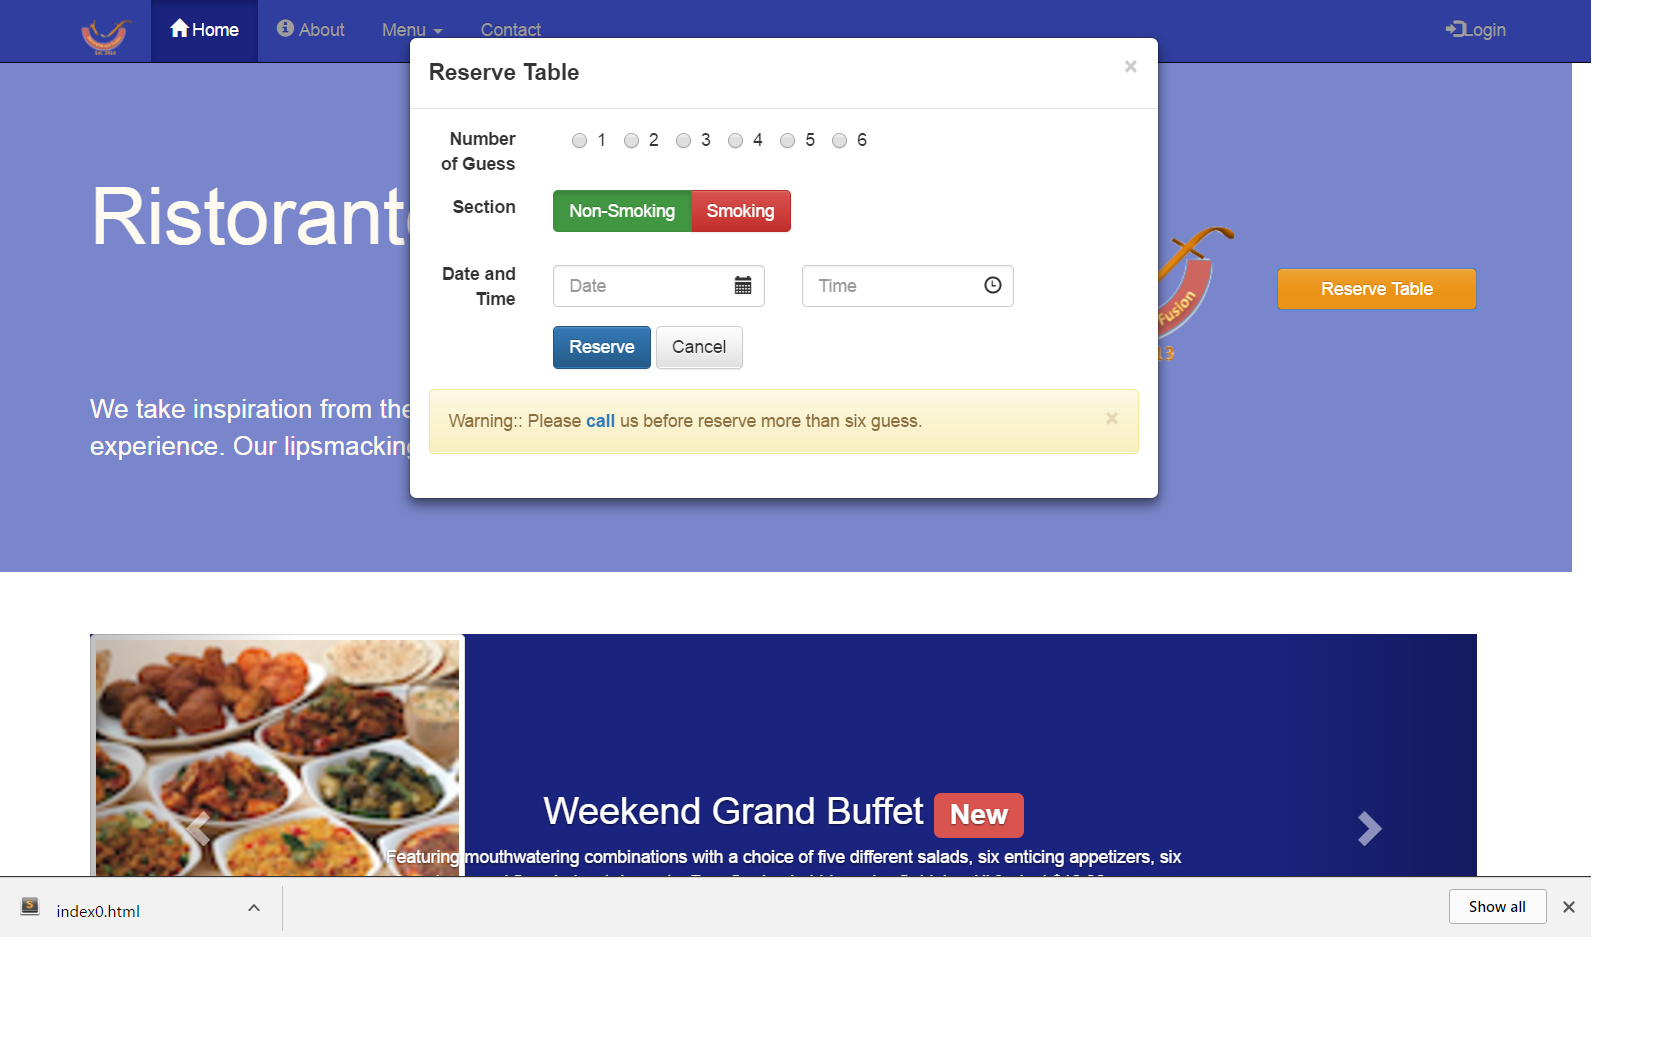 Home
About
Menu
Contact
Login
Reserve Table
×
Number
of Guess
1 2 3 4 5 6
Section
Non-Smoking
Smoking
Date and
Time
Date
Time
Reserve
Cancel
Warning:: Please call us before reserve more than six guess.
×
Fusion
13
Reserve Table
We take inspiration from the
experience. Our lipsmacking
Weekend Grand Buffet New
Featuring mouthwatering combinations with a choice of five different salads, six enticing appetizers, six
index0.html
Show all